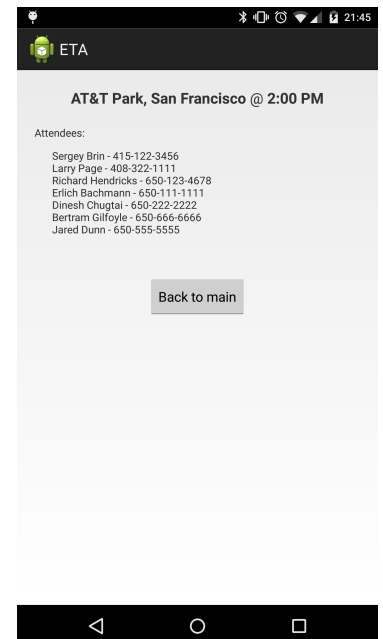 21:45
ETA
AT&T Park, San Francisco @ 2:00 PM
Attendees:
Sergey Brin - 415-122-3456
Larry Page - 408-322-1111
Richard Hendricks - 650-123-4678
Erlich Bachmann - 650-111-1111
Dinesh Chugtai - 650-222-2222
Bertram Gilfoyle - 650-666-6666
Jared Dunn - 650-555-5555
Back to main